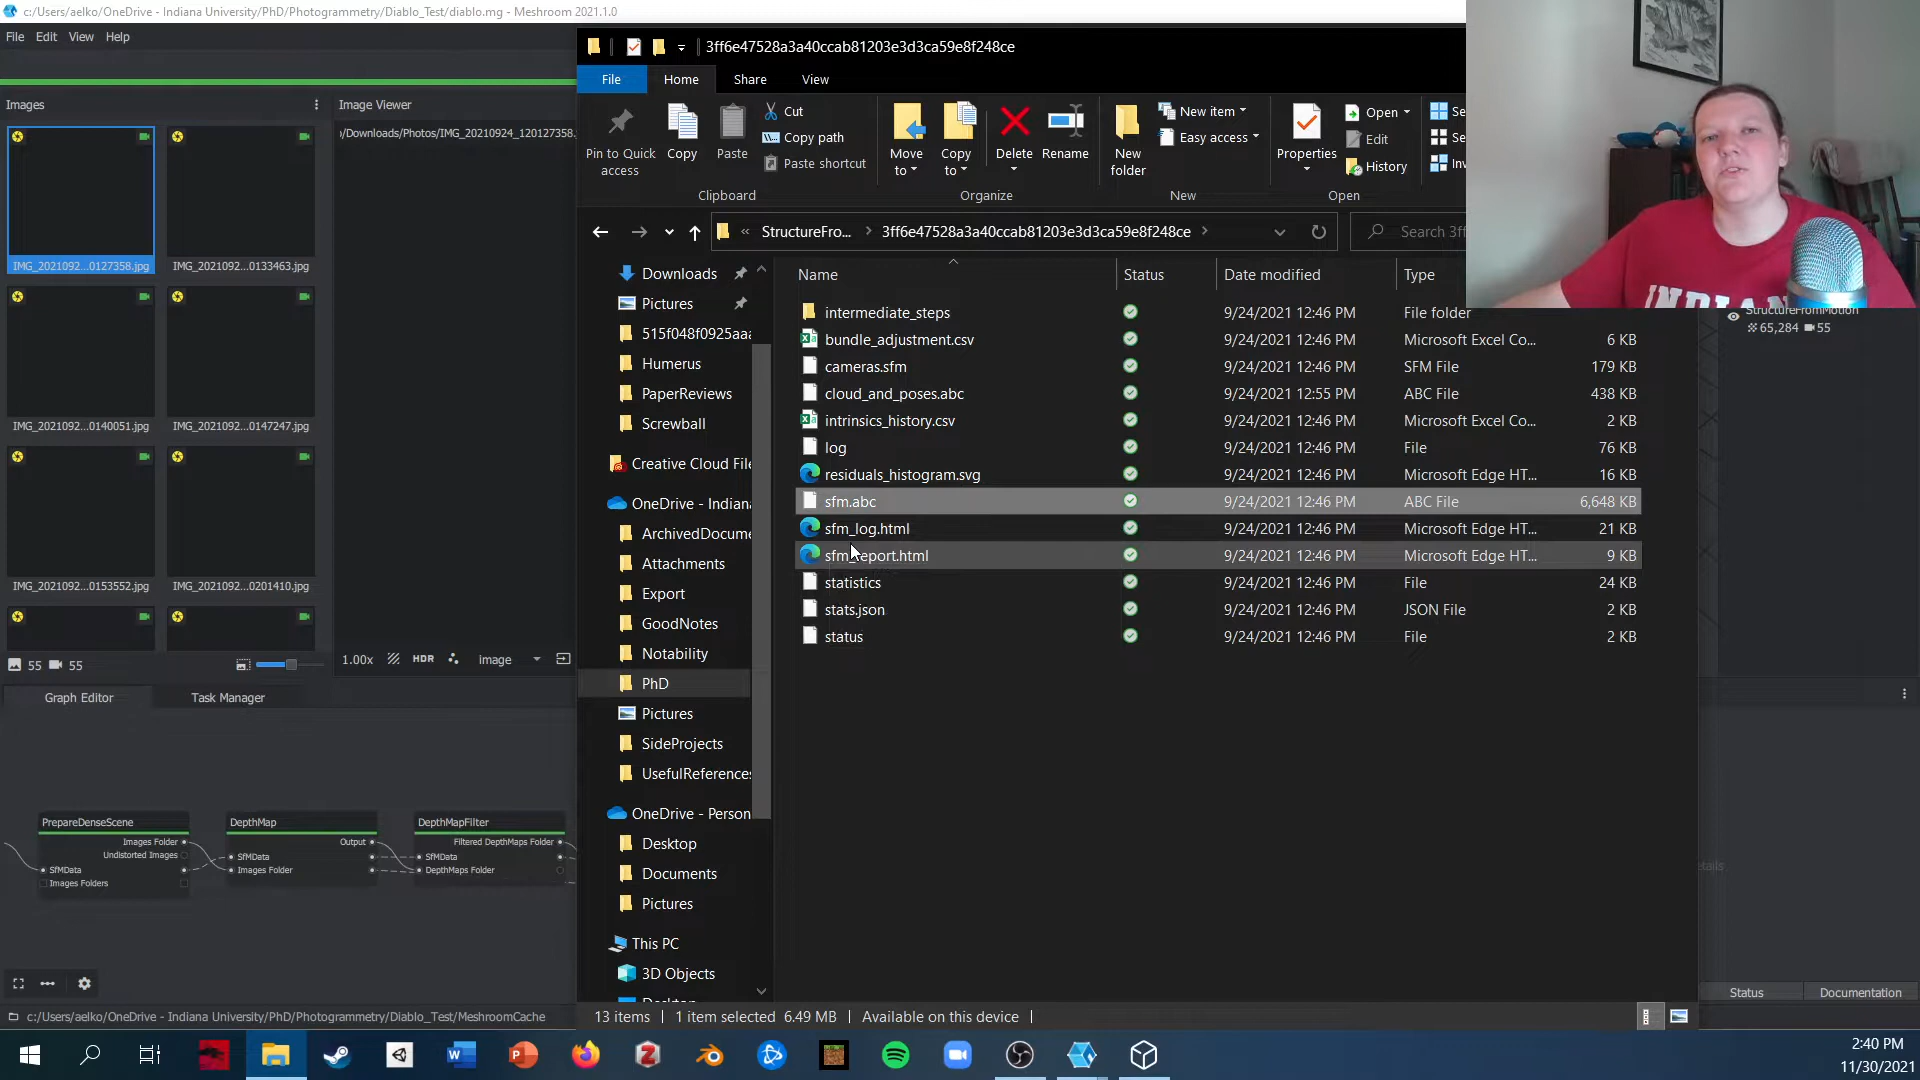 c:/Users/aelko/OneDrive - Indiana University/PhD/Photogrammetry/Diablo_Test/diablo.mg - Meshroom 2021.1.0
File Edit View Help
Images
Image Viewer
/Downloads/Photos/IMG_20210924_120127358.
IMG_2021092...0127358.jpg
IMG_2021092...0133463.jpg
IMG_2021092...0140051.jpg
IMG_2021092...0147247.jpg
IMG_2021092...0153552.jpg
IMG_2021092...0201410.jpg
55 55
1.00x HDR image
Graph Editor
Task Manager
PrepareDenseScene
Images Folder
Undistorted Images
SfMData
Images Folders
DepthMap
Output
SfMData
Images Folder
DepthMapFilter
Filtered DepthMaps Folder
SfMData
DepthMaps Folder
c:/Users/aelko/OneDrive - Indiana University/PhD/Photogrammetry/Diablo_Test/MeshroomCache
3ff6e47528a3a40ccab81203e3d3ca59e8f248ce
File Home Share View
Pin to Quick access
Copy
Paste
Cut
Copy path
Paste shortcut
Clipboard
Move to
Copy to
Delete
Rename
Organize
New folder
New item
Easy access
New
Properties
Open
Edit
History
Open
Se
Se
Inv
StructureFro... 3ff6e47528a3a40ccab81203e3d3ca59e8f248ce
Search 3ff
Downloads
Pictures
515f048f0925aaa
Humerus
PaperReviews
Screwball
Creative Cloud File
OneDrive - Indiana
ArchivedDocume
Attachments
Export
GoodNotes
Notability
PhD
Pictures
SideProjects
UsefulReferences
OneDrive - Person
Desktop
Documents
Pictures
This PC
3D Objects
Name Status Date modified Type
intermediate_steps 9/24/2021 12:46 PM File folder
bundle_adjustment.csv 9/24/2021 12:46 PM Microsoft Excel Co... 6 KB
cameras.sfm 9/24/2021 12:46 PM SFM File 179 KB
cloud_and_poses.abc 9/24/2021 12:55 PM ABC File 438 KB
intrinsics_history.csv 9/24/2021 12:46 PM Microsoft Excel Co... 2 KB
log 9/24/2021 12:46 PM File 76 KB
residuals_histogram.svg 9/24/2021 12:46 PM Microsoft Edge HT... 16 KB
sfm.abc 9/24/2021 12:46 PM ABC File 6,648 KB
sfm_log.html 9/24/2021 12:46 PM Microsoft Edge HT... 21 KB
sfm_report.html 9/24/2021 12:46 PM Microsoft Edge HT... 9 KB
statistics 9/24/2021 12:46 PM File 24 KB
stats.json 9/24/2021 12:46 PM JSON File 2 KB
status 9/24/2021 12:46 PM File 2 KB
13 items 1 item selected 6.49 MB Available on this device
INDIAN
StructureFromMotion
65,284 55
Status
Documentation
2:40 PM
11/30/2021